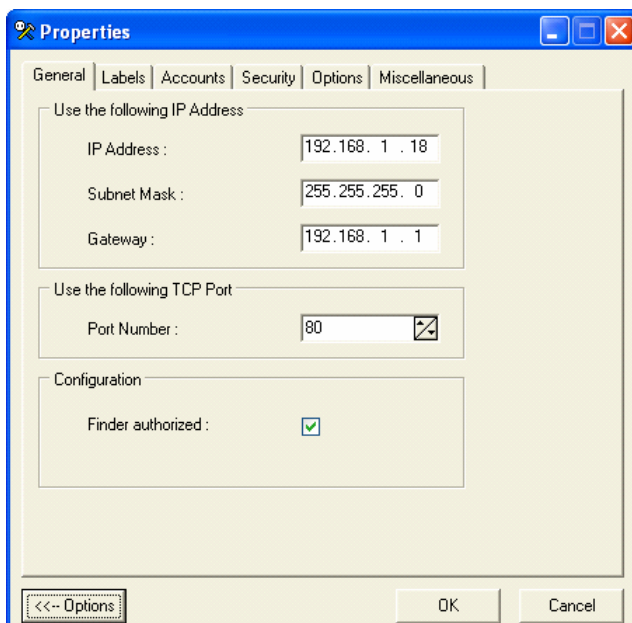 Properties
General Labels Accounts Security Options Miscellaneous
Use the following IP Address
IP Address : 192.168. 1 . 18
Subnet Mask : 255.255.255. 0
Gateway : 192.168. 1 . 1
Use the following TCP Port
Port Number : 80
Configuration
Finder authorized :
<<-- Options OK Cancel